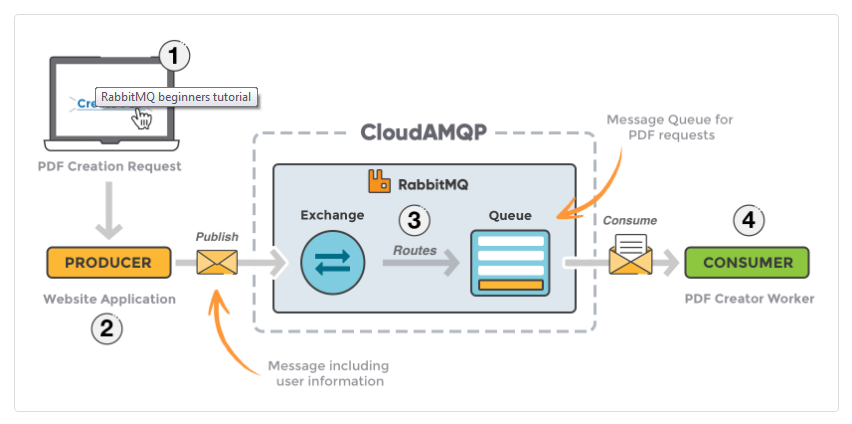 1
RabbitMQ beginners tutorial
PDF Creation Request
CloudAMQP
Message Queue for
PDF requests
RabbitMQ
Exchange
3
Queue
Publish
Routes
Consume
4
PRODUCER
CONSUMER
Website Application
PDF Creator Worker
2
Message including
user information